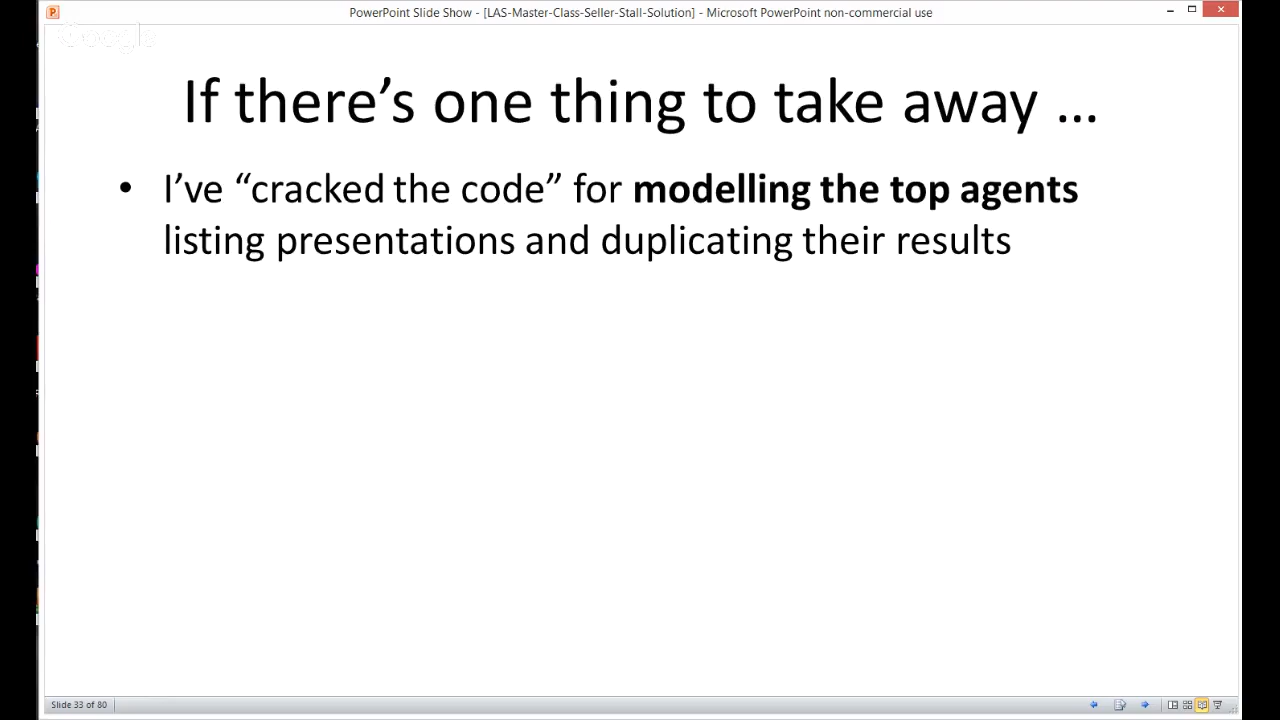 PowerPoint Slide Show - [LAS-Master-Class-Seller-Stall-Solution] - Microsoft PowerPoint non-commercial use
Google
If there’s one thing to take away …
• I’ve “cracked the code” for modelling the top agents
listing presentations and duplicating their results
Slide 33 of 80